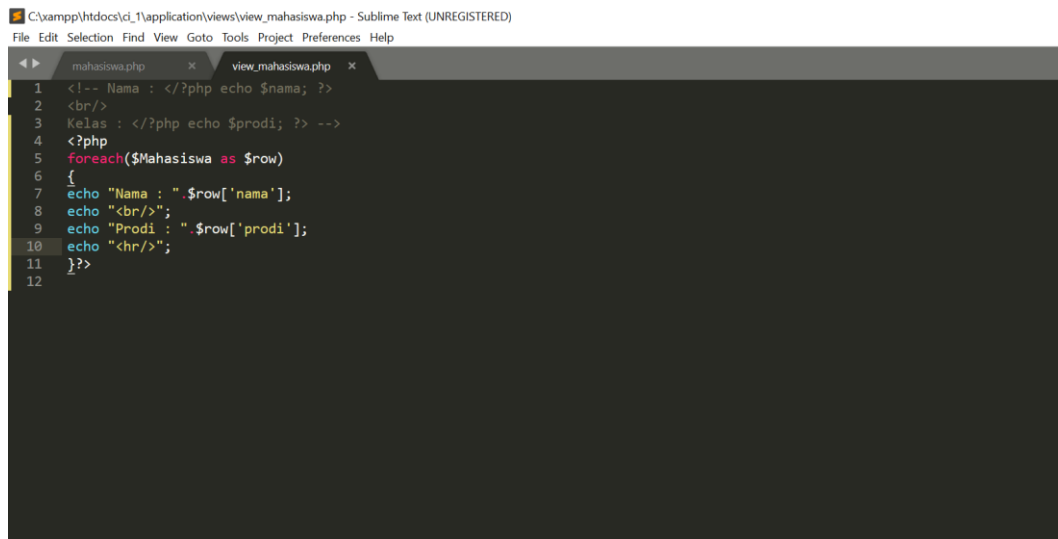 C:\xampp\htdocs\ci_1\application\views\view_mahasiswa.php - Sublime Text (UNREGISTERED)
File Edit Selection Find View Goto Tools Project Preferences Help
mahasiswa.php × view_mahasiswa.php ×
1 <!-- Nama : </?php echo $nama; ?>
2 <br/>
3 Kelas : </?php echo $prodi; ?> -->
4 <?php
5 foreach($Mahasiswa as $row)
6 {
7 echo "Nama : ".$row['nama'];
8 echo "<br/>";
9 echo "Prodi : ".$row['prodi'];
10 echo "<hr/>";
11 }?>
12